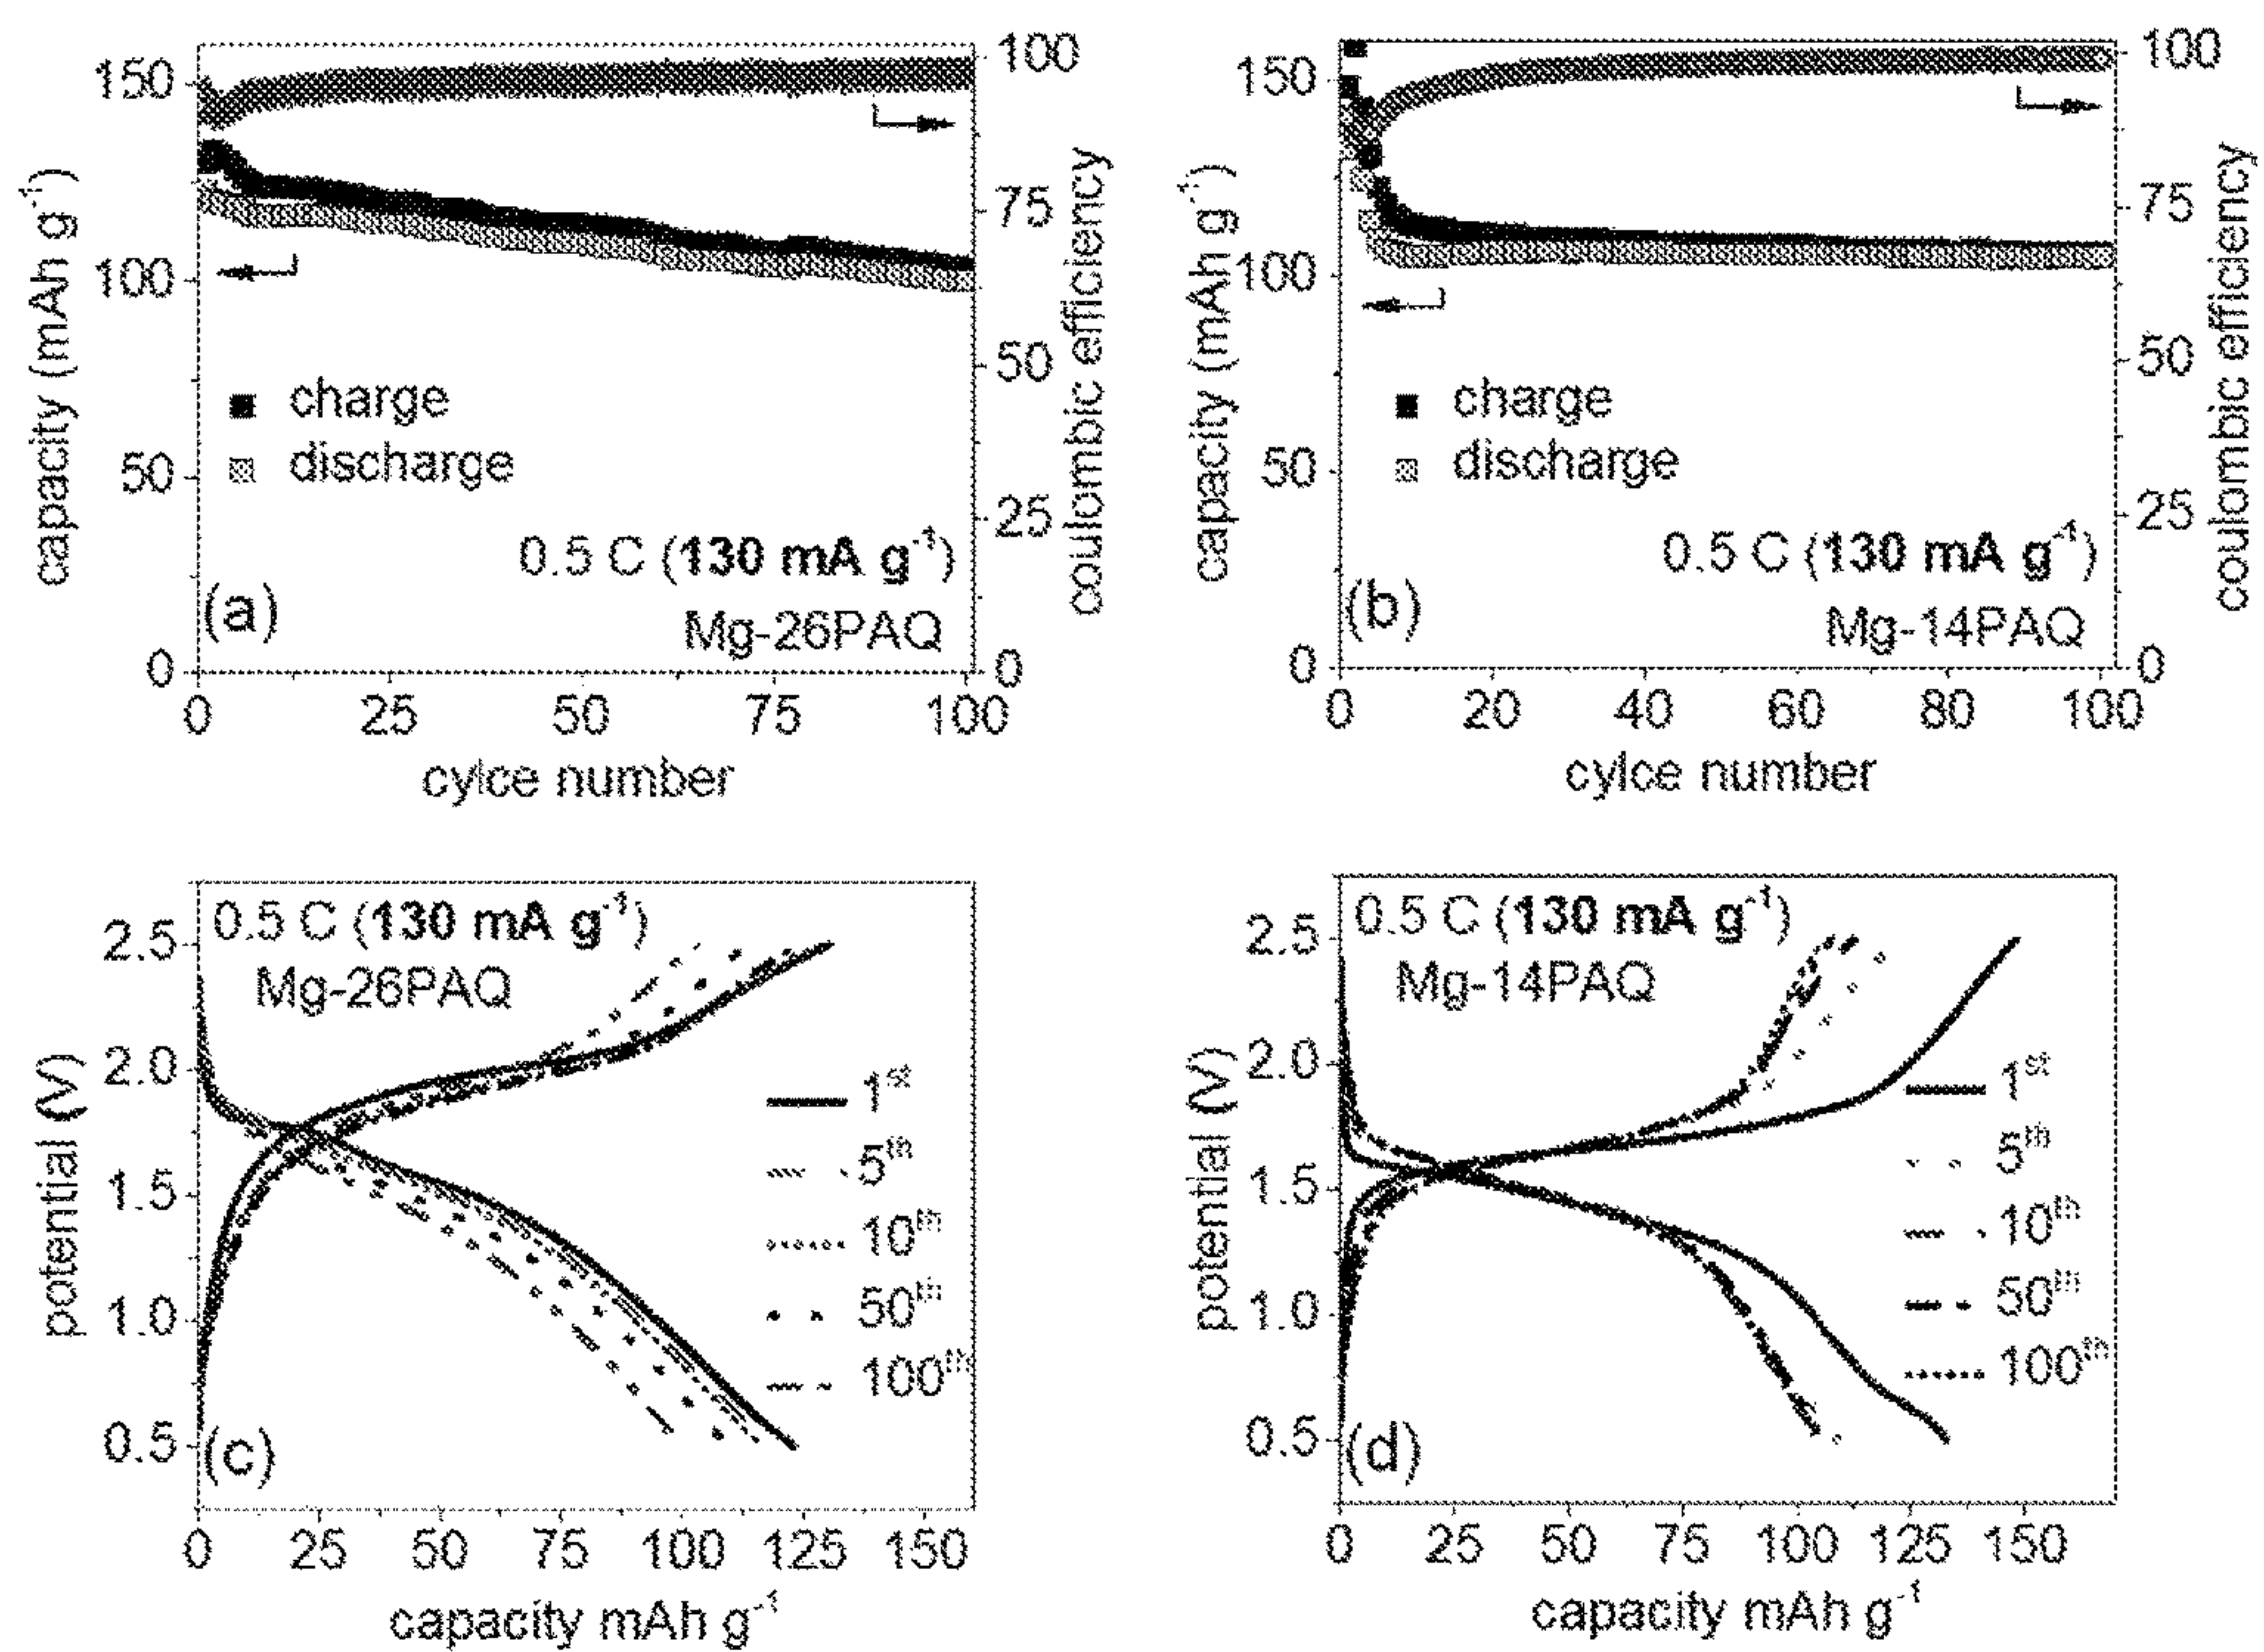 150
100
50
0
capacity (mAh g⁻¹)
100
75
50
25
0
coulombic efficiency
charge
discharge
0.5 C (130 mA g⁻¹)
(a)
Mg-26PAQ
0 25 50 75 100
cylce number
150
100
50
0
capacity (mAh g⁻¹)
100
75
50
25
0
coulombic efficiency
charge
discharge
0.5 C (130 mA g⁻¹)
(b)
Mg-14PAQ
0 20 40 60 80 100
cylce number
2.5
2.0
1.5
1.0
0.5
potential (V)
0.5 C (130 mA g⁻¹)
Mg-26PAQ
1st
5th
10th
50th
100th
(c)
0 25 50 75 100 125 150
capacity mAh g⁻¹
2.5
2.0
1.5
1.0
0.5
potential (V)
0.5 C (130 mA g⁻¹)
Mg-14PAQ
1st
5th
10th
50th
100th
(d)
0 25 50 75 100 125 150
capacity mAh g⁻¹